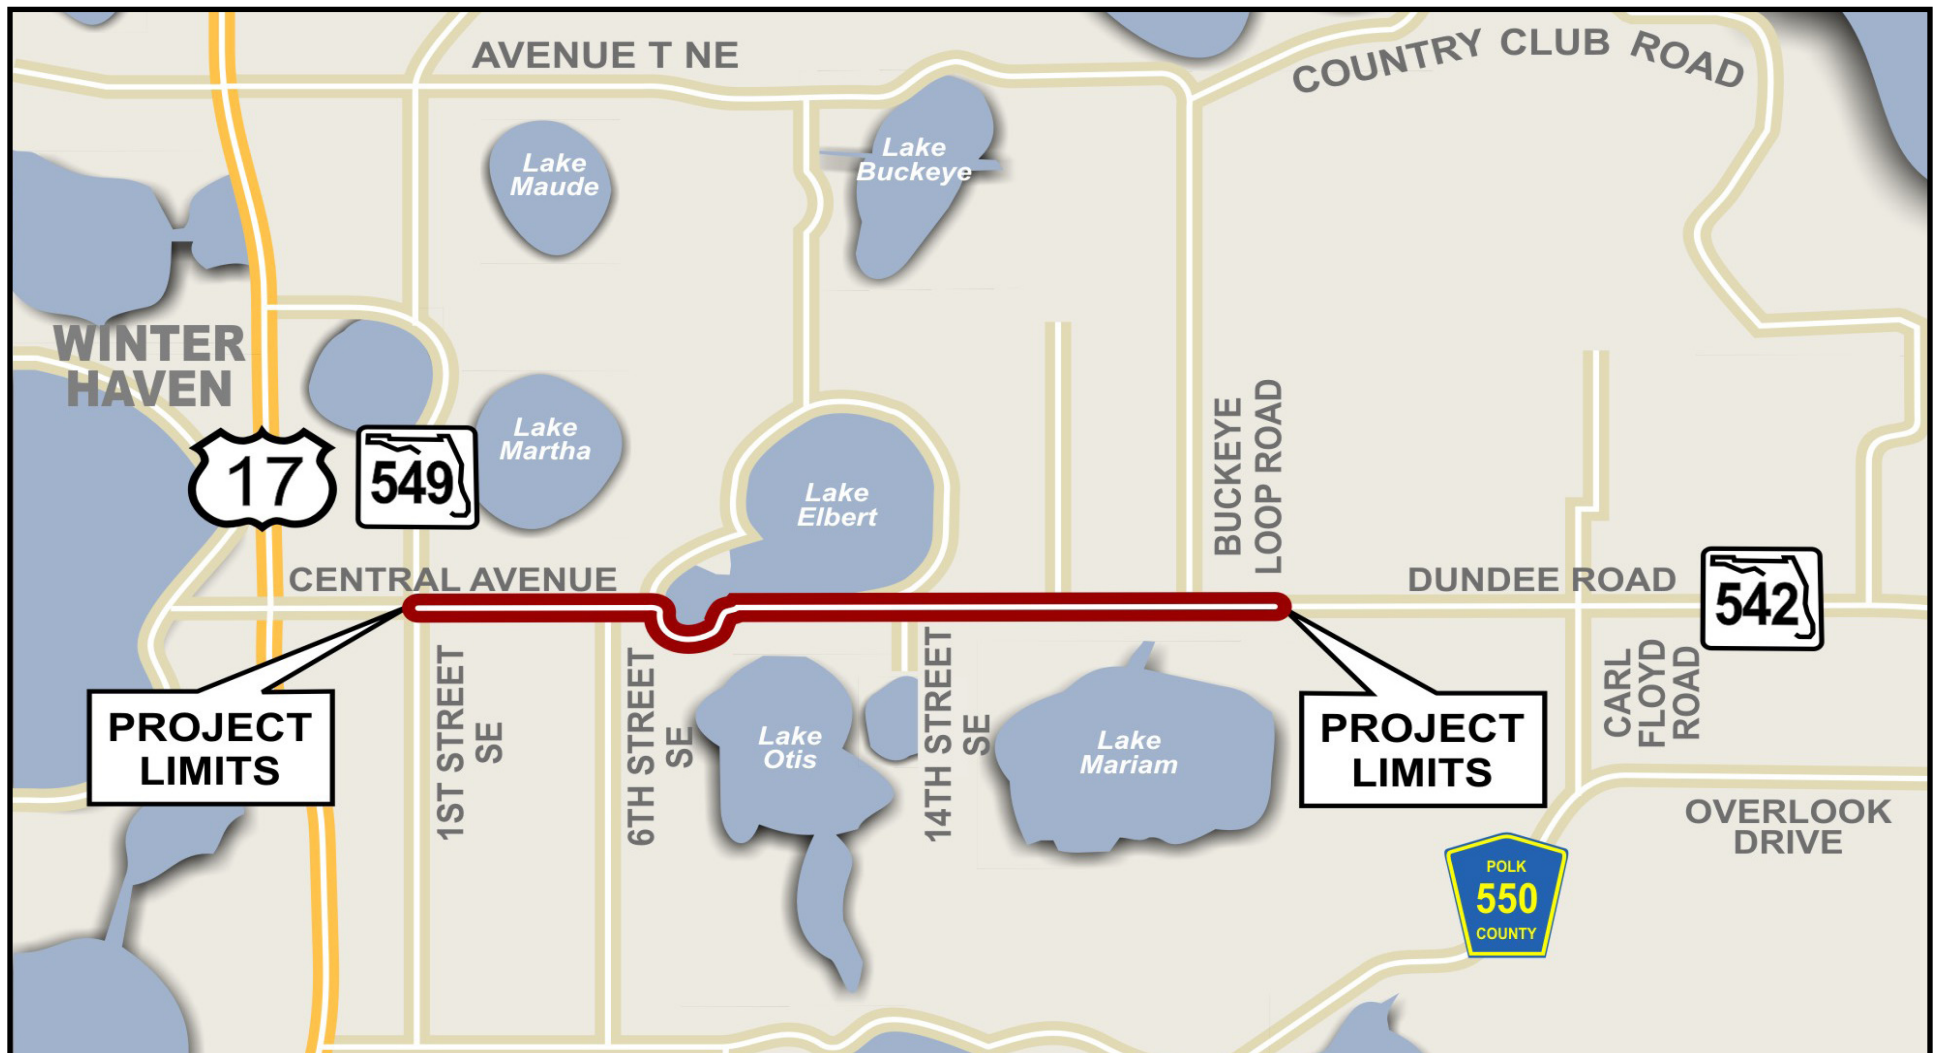 AVENUE T NE
COUNTRY CLUB ROAD
Lake
Maude
Lake
Buckeye
WINTER
HAVEN
Lake
Martha
17
549
Lake
Elbert
BUCKEYE
LOOP ROAD
CENTRAL AVENUE
DUNDEE ROAD
542
PROJECT
LIMITS
1ST STREET
SE
6TH STREET
SE
Lake
Otis
14TH STREET
SE
Lake
Mariam
PROJECT
LIMITS
CARL
FLOYD
ROAD
OVERLOOK
DRIVE
POLK
550
COUNTY